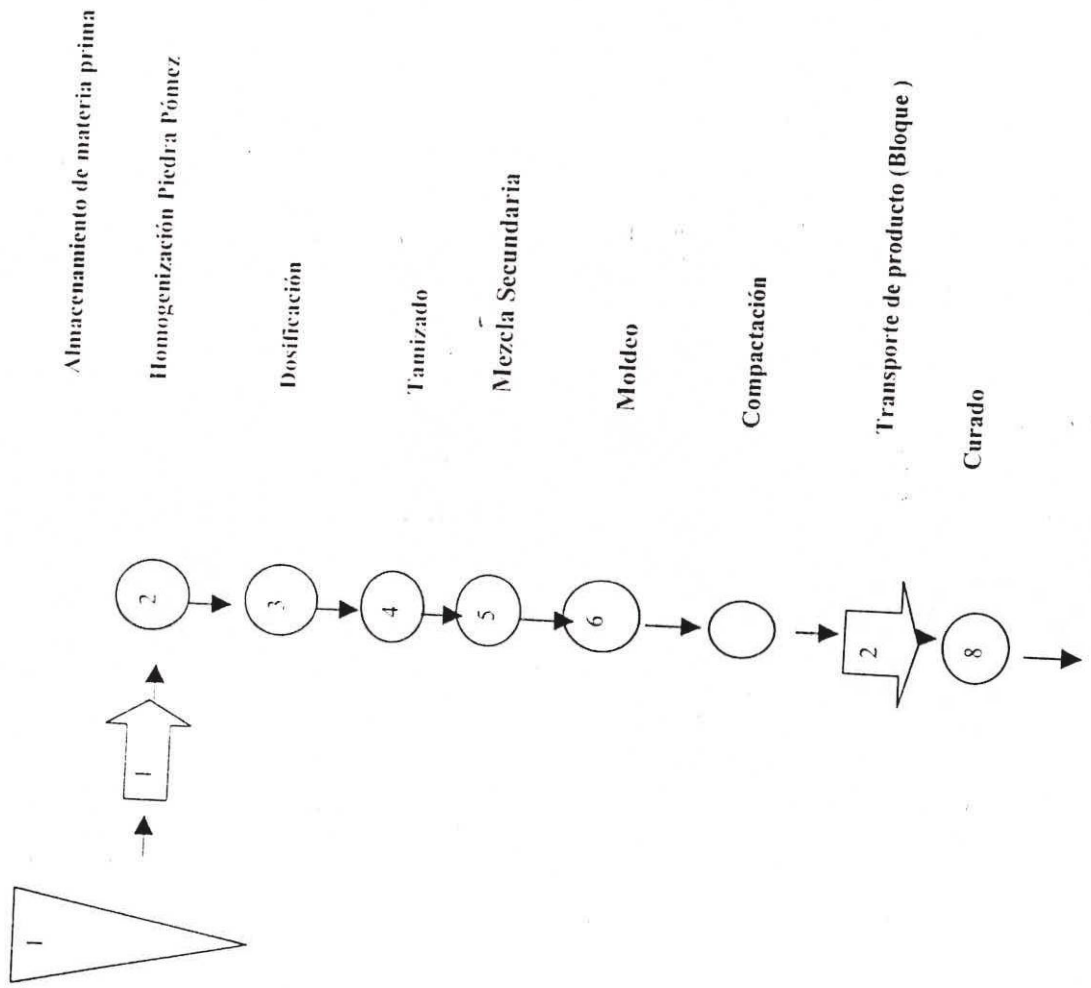 Almacenamiento de materia prima
Homogenización Piedra Pómez
Dosificación
Tamizado
Mezcla Secundaria
Moldeo
Compactación
Transporte de producto (Bloque )
Curado
1
1
2
3
4
5
6
2
8